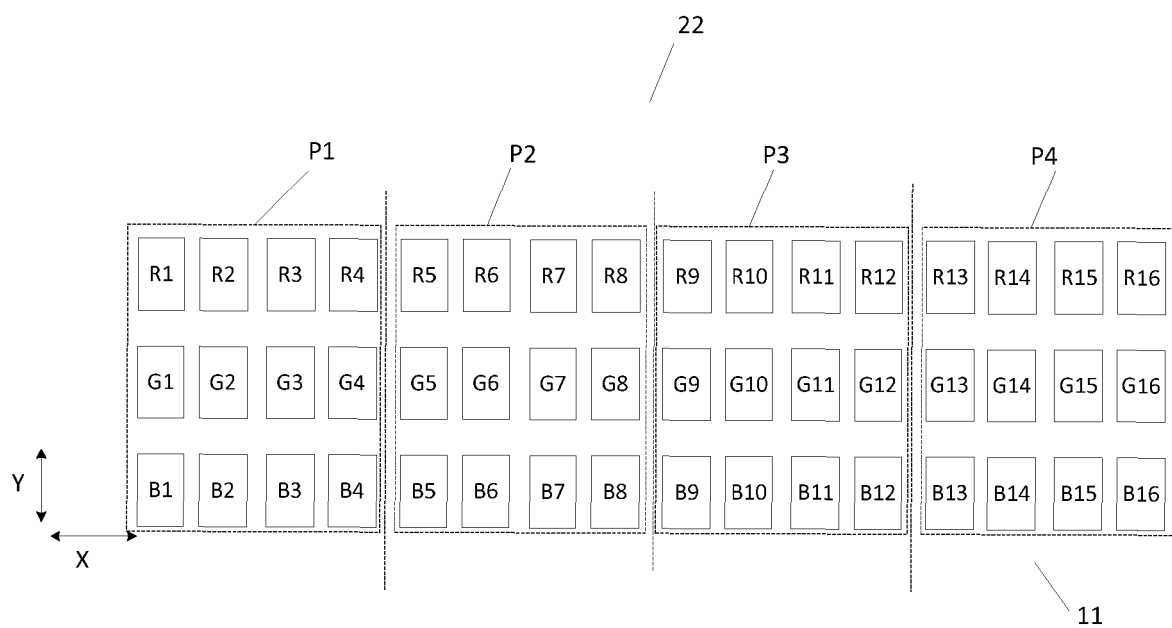 22
P1 P2 P3 P4
R1 R2 R3 R4 R5 R6 R7 R8 R9 R10 R11 R12 R13 R14 R15 R16
G1 G2 G3 G4 G5 G6 G7 G8 G9 G10 G11 G12 G13 G14 G15 G16
Y
B1 B2 B3 B4 B5 B6 B7 B8 B9 B10 B11 B12 B13 B14 B15 B16
X
11